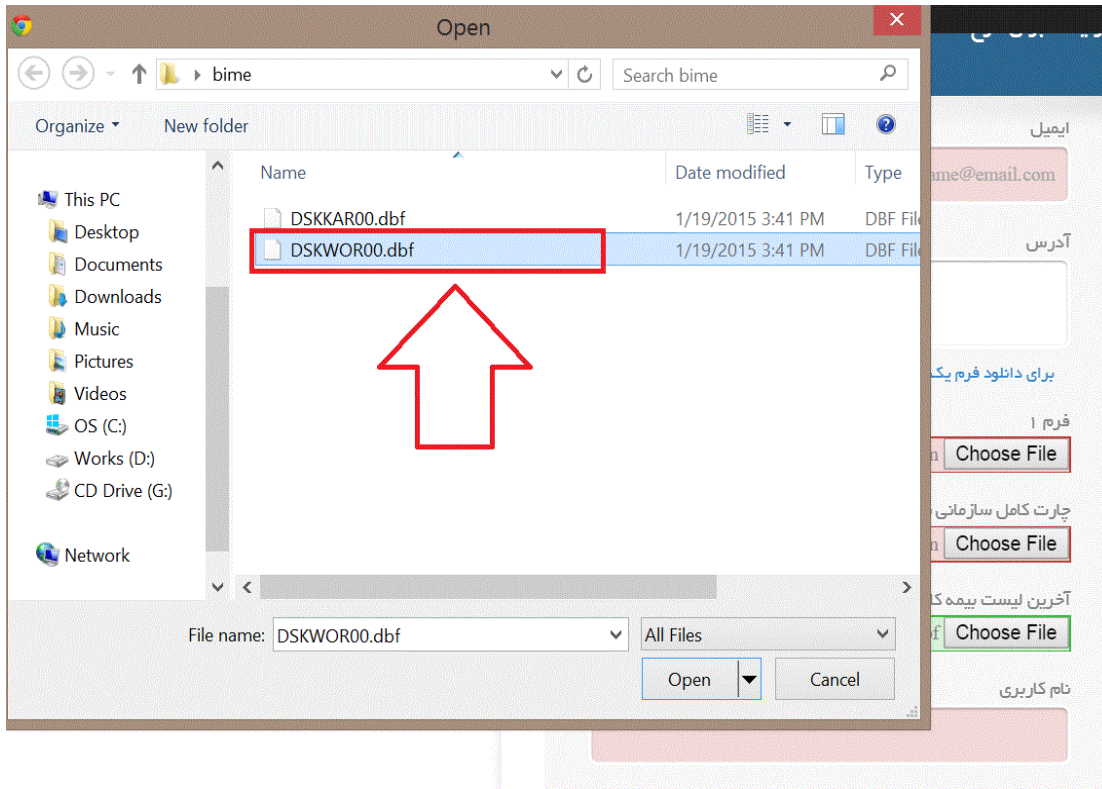 Open
bime
Search bime
Organize
New folder
Name
Date modified
Type
This PC
Desktop
Documents
Downloads
Music
Pictures
Videos
OS (C:)
Works (D:)
CD Drive (G:)
Network
DSKKAR00.dbf 1/19/2015 3:41 PM DBF
DSKWOR00.dbf 1/19/2015 3:41 PM DBF
File name: DSKWOR00.dbf
All Files
Open
Cancel
ایمیل
me@email.com
آدرس
برای دانلود فرم یک
فرم ۱
Choose File
چارت کامل سازمانی
Choose File
آخرین لیست بیمه
Choose File
نام کاربری